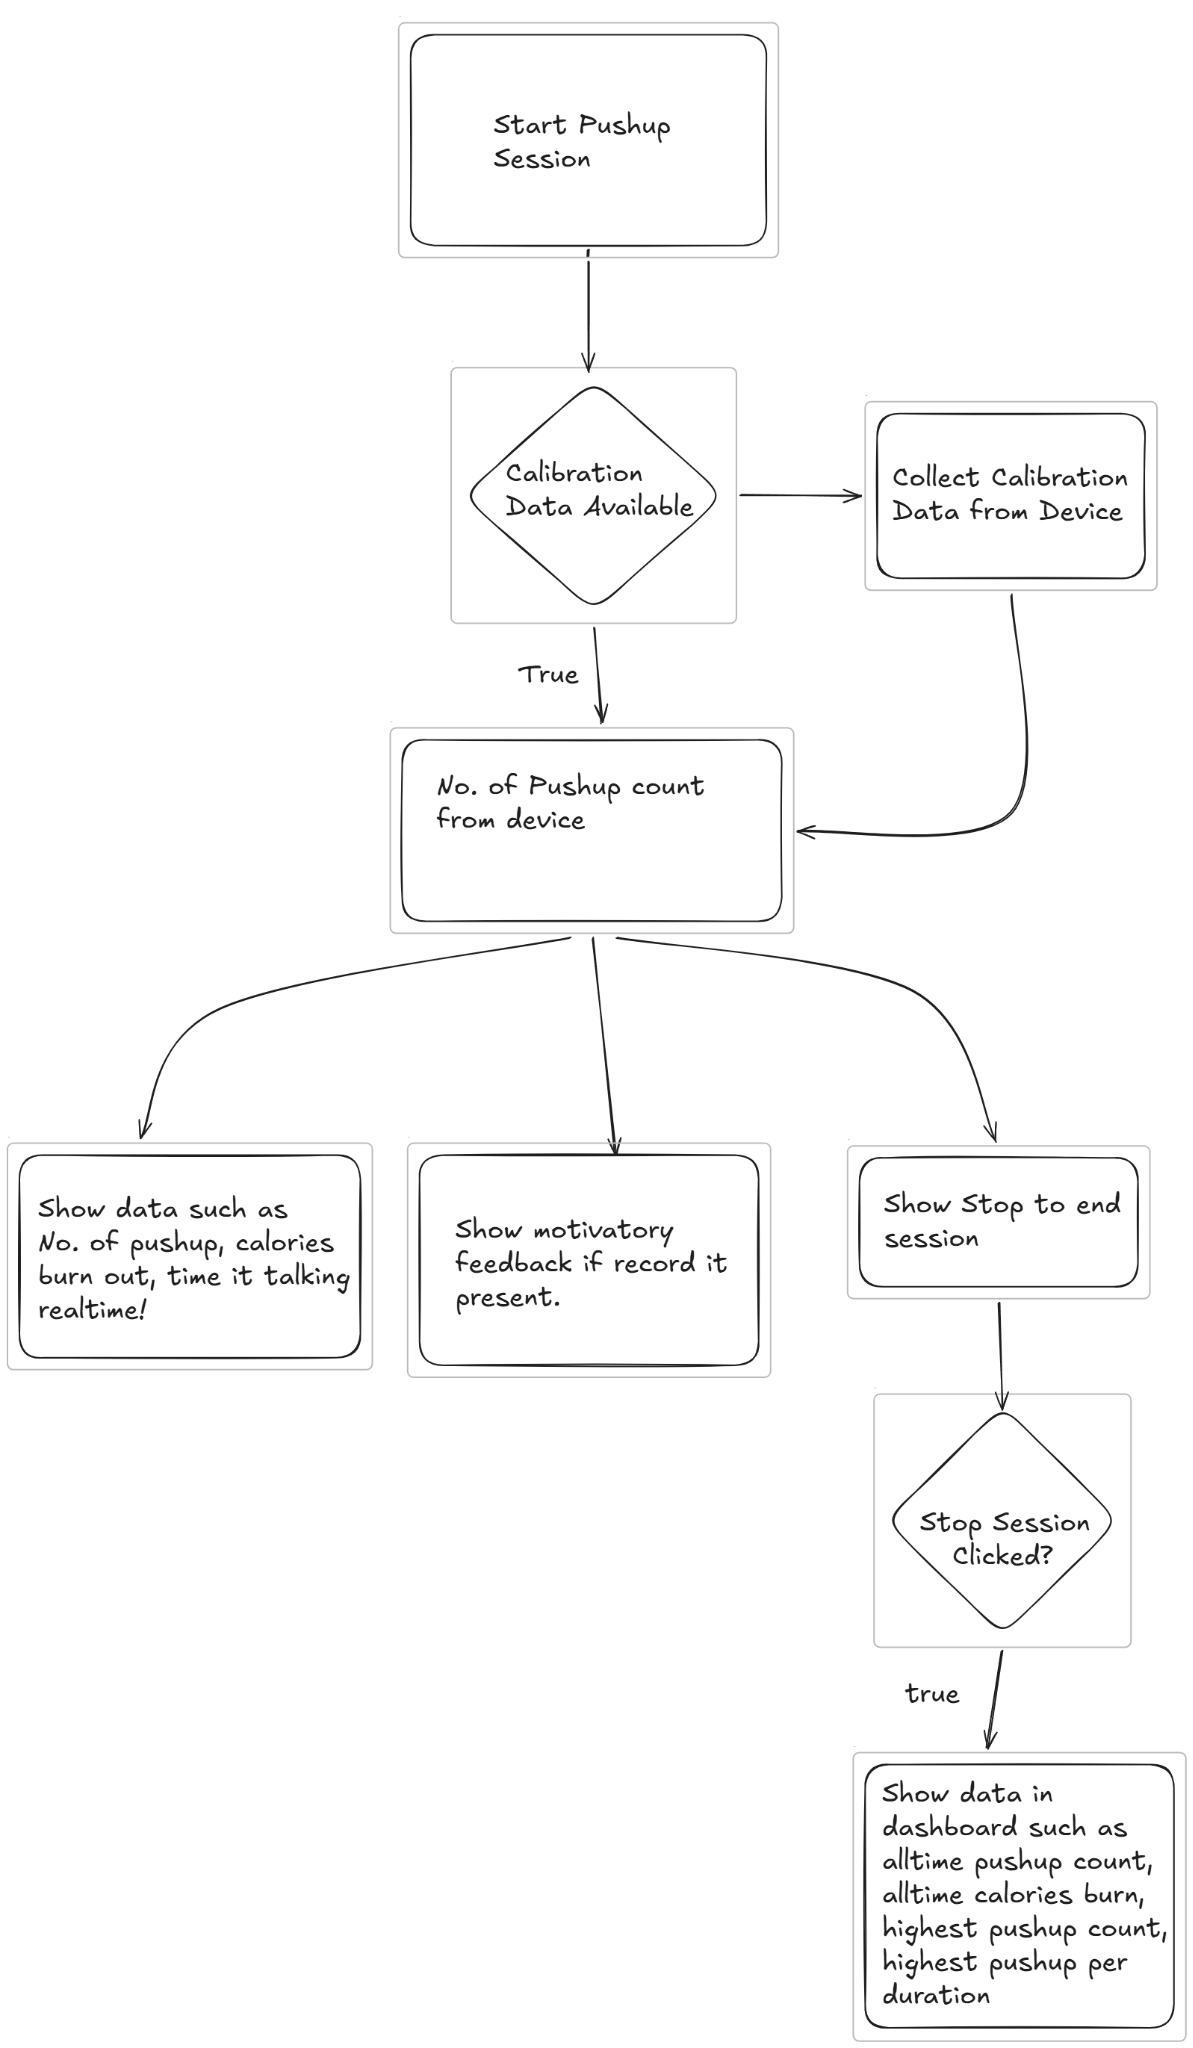 Start Pushup
Session
Calibration
Data Available
Collect Calibration
Data from Device
True
No. of Pushup count
from device
Show data such as
No. of pushup, calories
burn out, time it talking
realtime!
Show motivatory
feedback if record it
present.
Show Stop to end
session
Stop Session
Clicked?
true
Show data in
dashboard such as
alltime pushup count,
alltime calories burn,
highest pushup count,
highest pushup per
duration